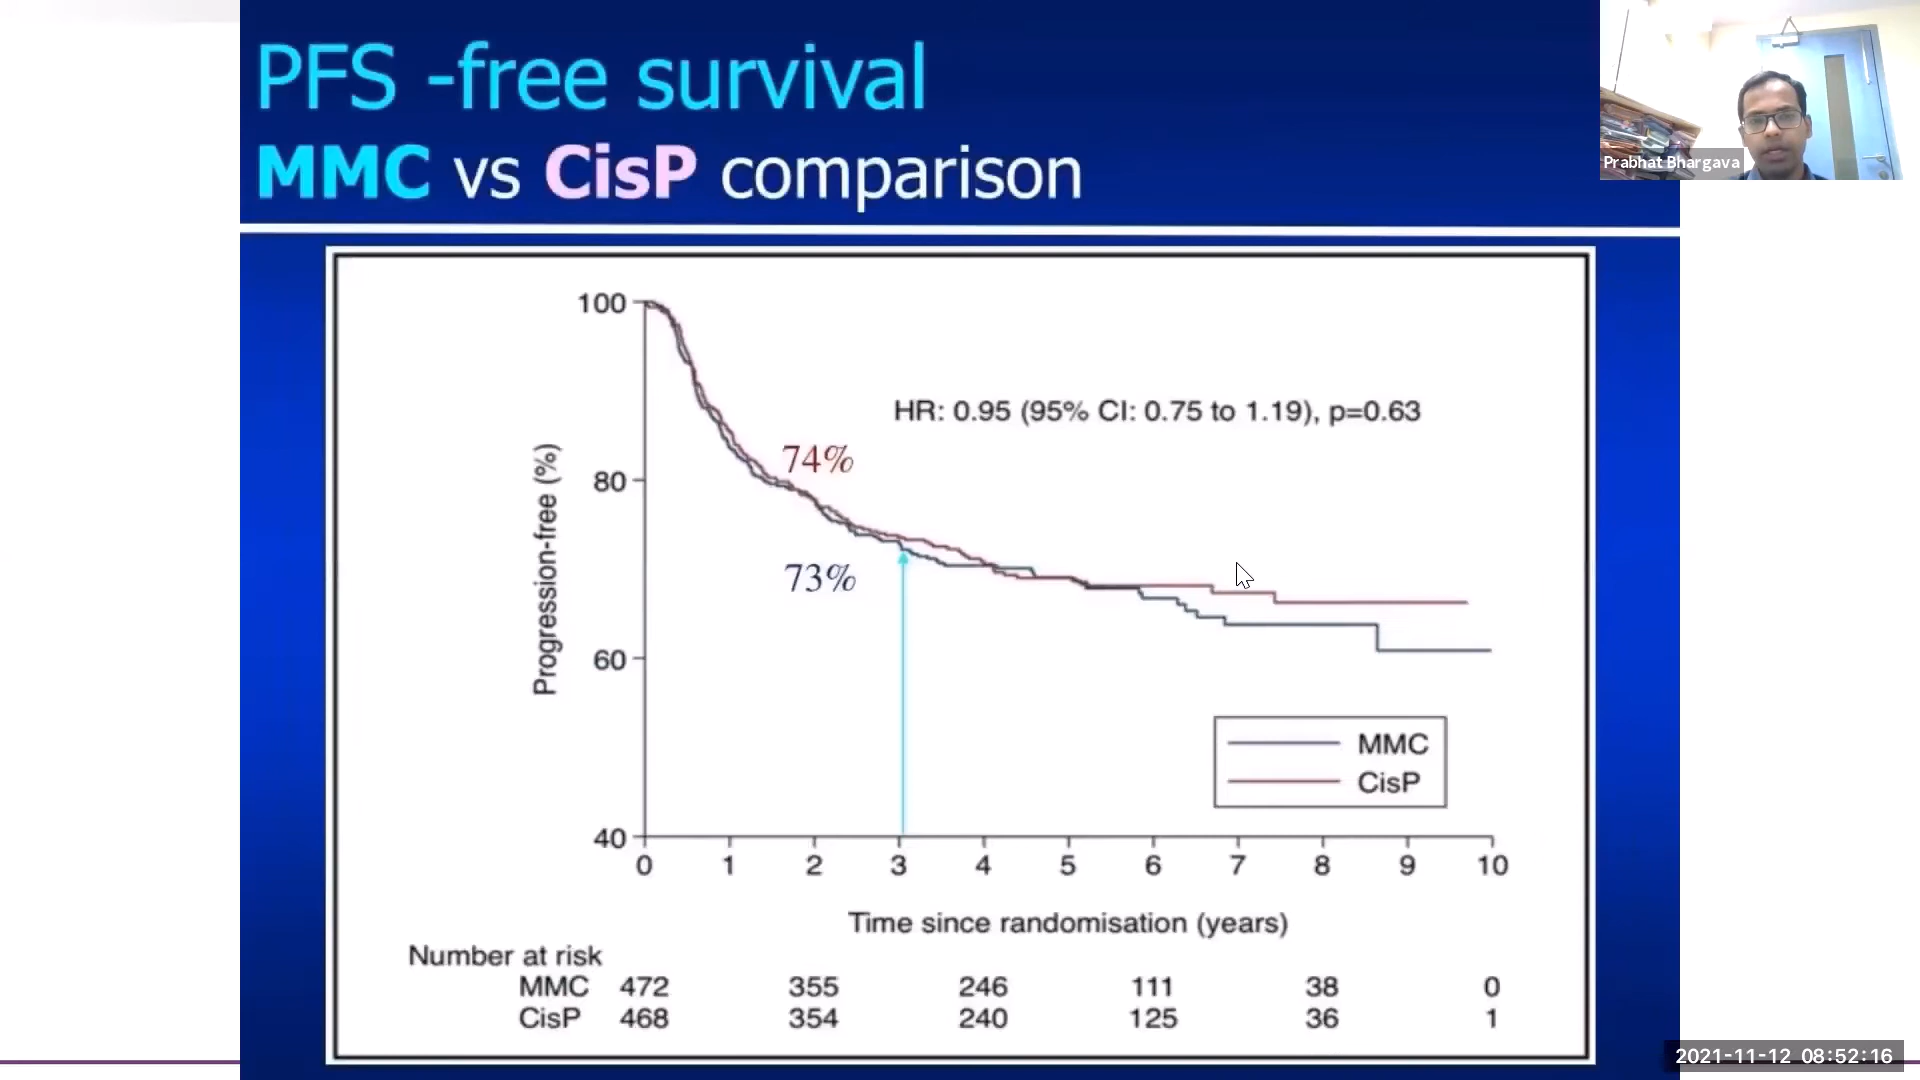 PFS -free survival
MMC vs CisP comparison
Prabhat Bhargava
100
80
60
40
Progression-free (%)
HR: 0.95 (95% CI: 0.75 to 1.19), p=0.63
74%
73%
MMC
CisP
0 1 2 3 4 5 6 7 8 9 10
Time since randomisation (years)
Number at risk
MMC 472 355 246 111 38 0
CisP 468 354 240 125 36 1
2021-11-12 08:52:16